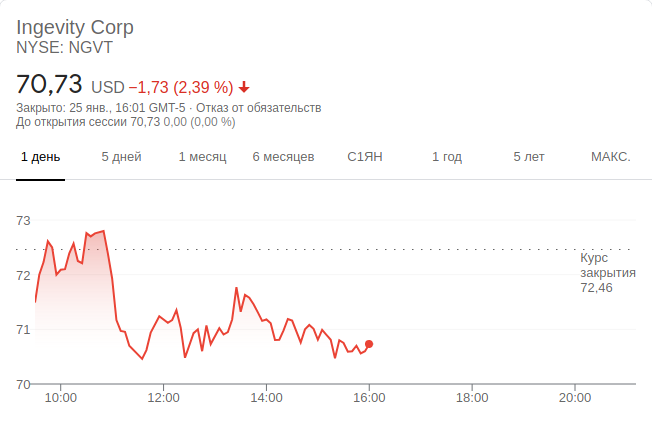 Ingevity Corp
NYSE: NGVT
70,73 USD −1,73 (2,39 %)
Закрыто: 25 янв., 16:01 GMT-5 · Отказ от обязательств
До открытия сессии 70,73 0,00 (0,00 %)
1 день 5 дней 1 месяц 6 месяцев С1ЯН 1 год 5 лет МАКС.
73
72
71
70
Курс
закрытия
72,46
10:00 12:00 14:00 16:00 18:00 20:00